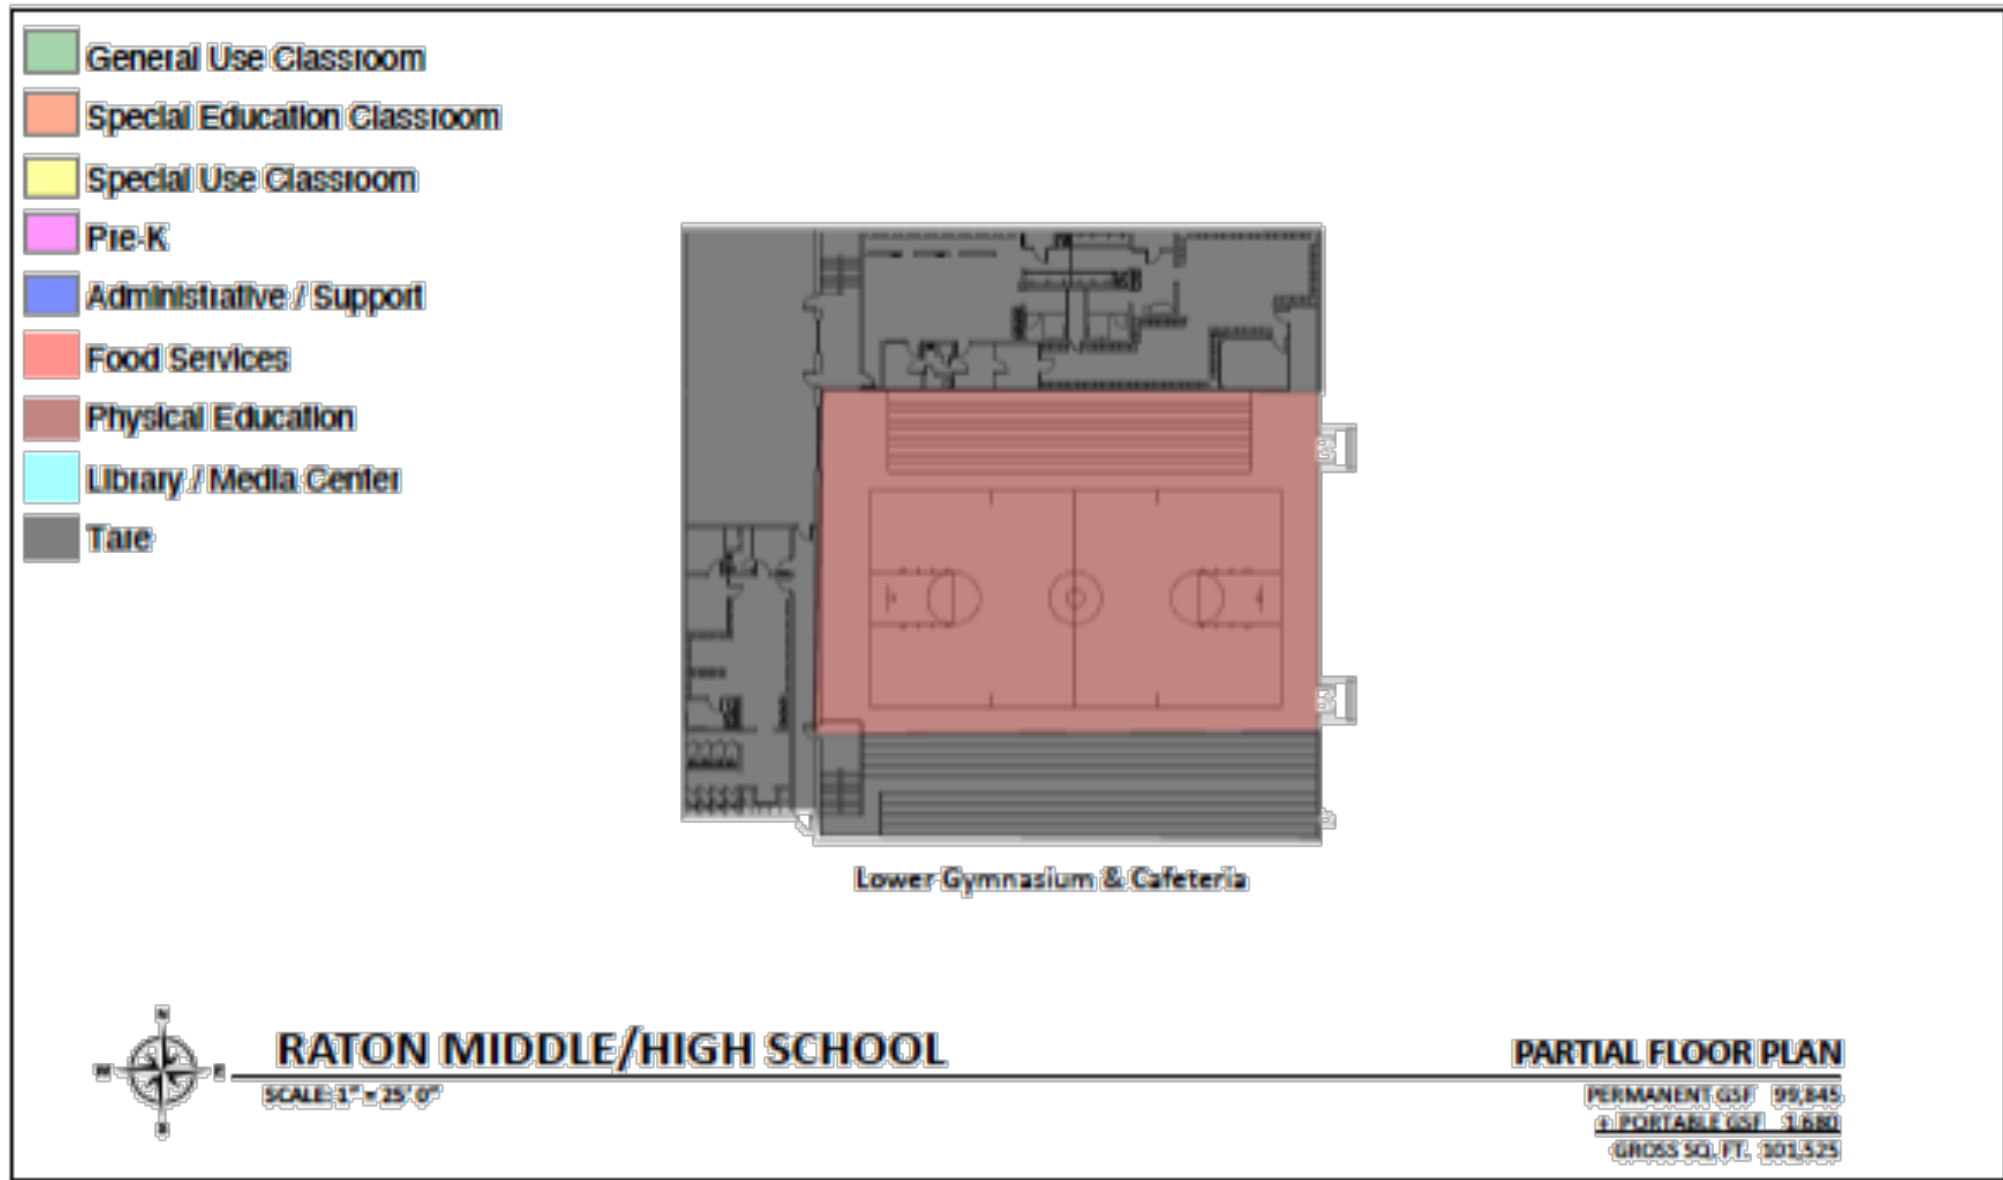 General Use Classroom
Special Education Classroom
Special Use Classroom
Pre-K
Administrative / Support
Food Services
Physical Education
Library / Media Center
Tare
Lower Gymnasium & Cafeteria
N
W
E
S
RATON MIDDLE/HIGH SCHOOL
SCALE: 1" = 25' 0"
PARTIAL FLOOR PLAN
PERMANENT GSF 99,845
+ PORTABLE GSF 1,680
GROSS SQ. FT. 101,525